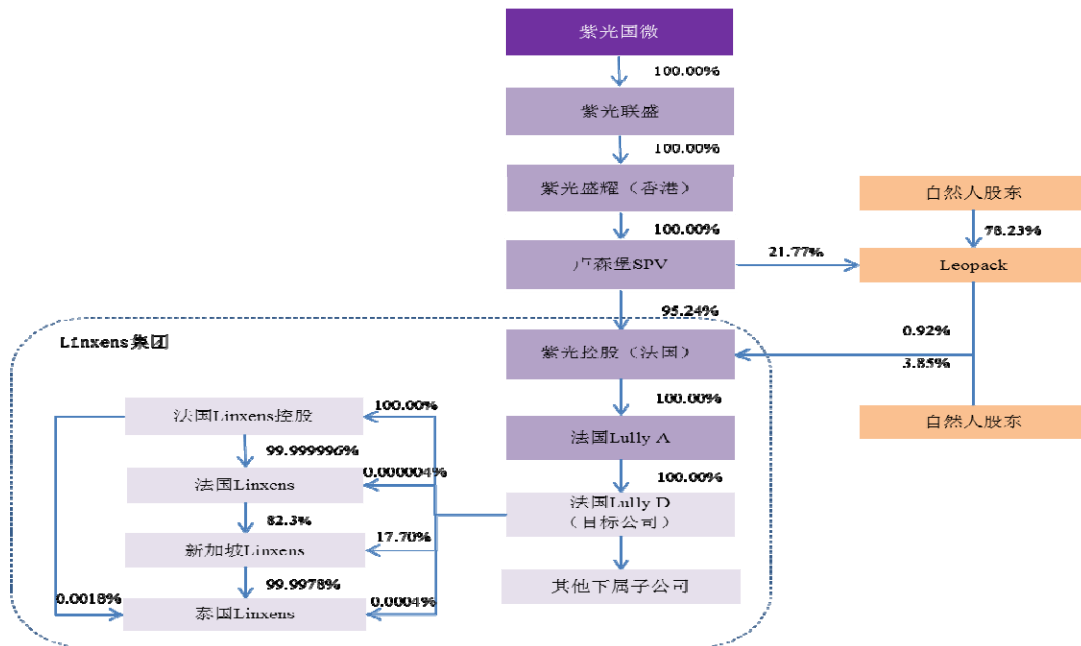 紫光国微
100.00%
紫光联盛
100.00%
紫光盛耀（香港）
自然人股东
100.00%
78.23%
21.77%
卢森堡SPV
Leopack
95.24%
Linxens集团
0.92%
紫光控股（法国）
3.85%
100.00%
法国Linxens控股
100.00%
自然人股东
法国Lully A
99.999996%
0.000004%
100.00%
法国Linxens
法国Lully D
（目标公司）
82.3%
17.70%
新加坡Linxens
99.9978%
其他下属子公司
0.0018%
0.0004%
泰国Linxens